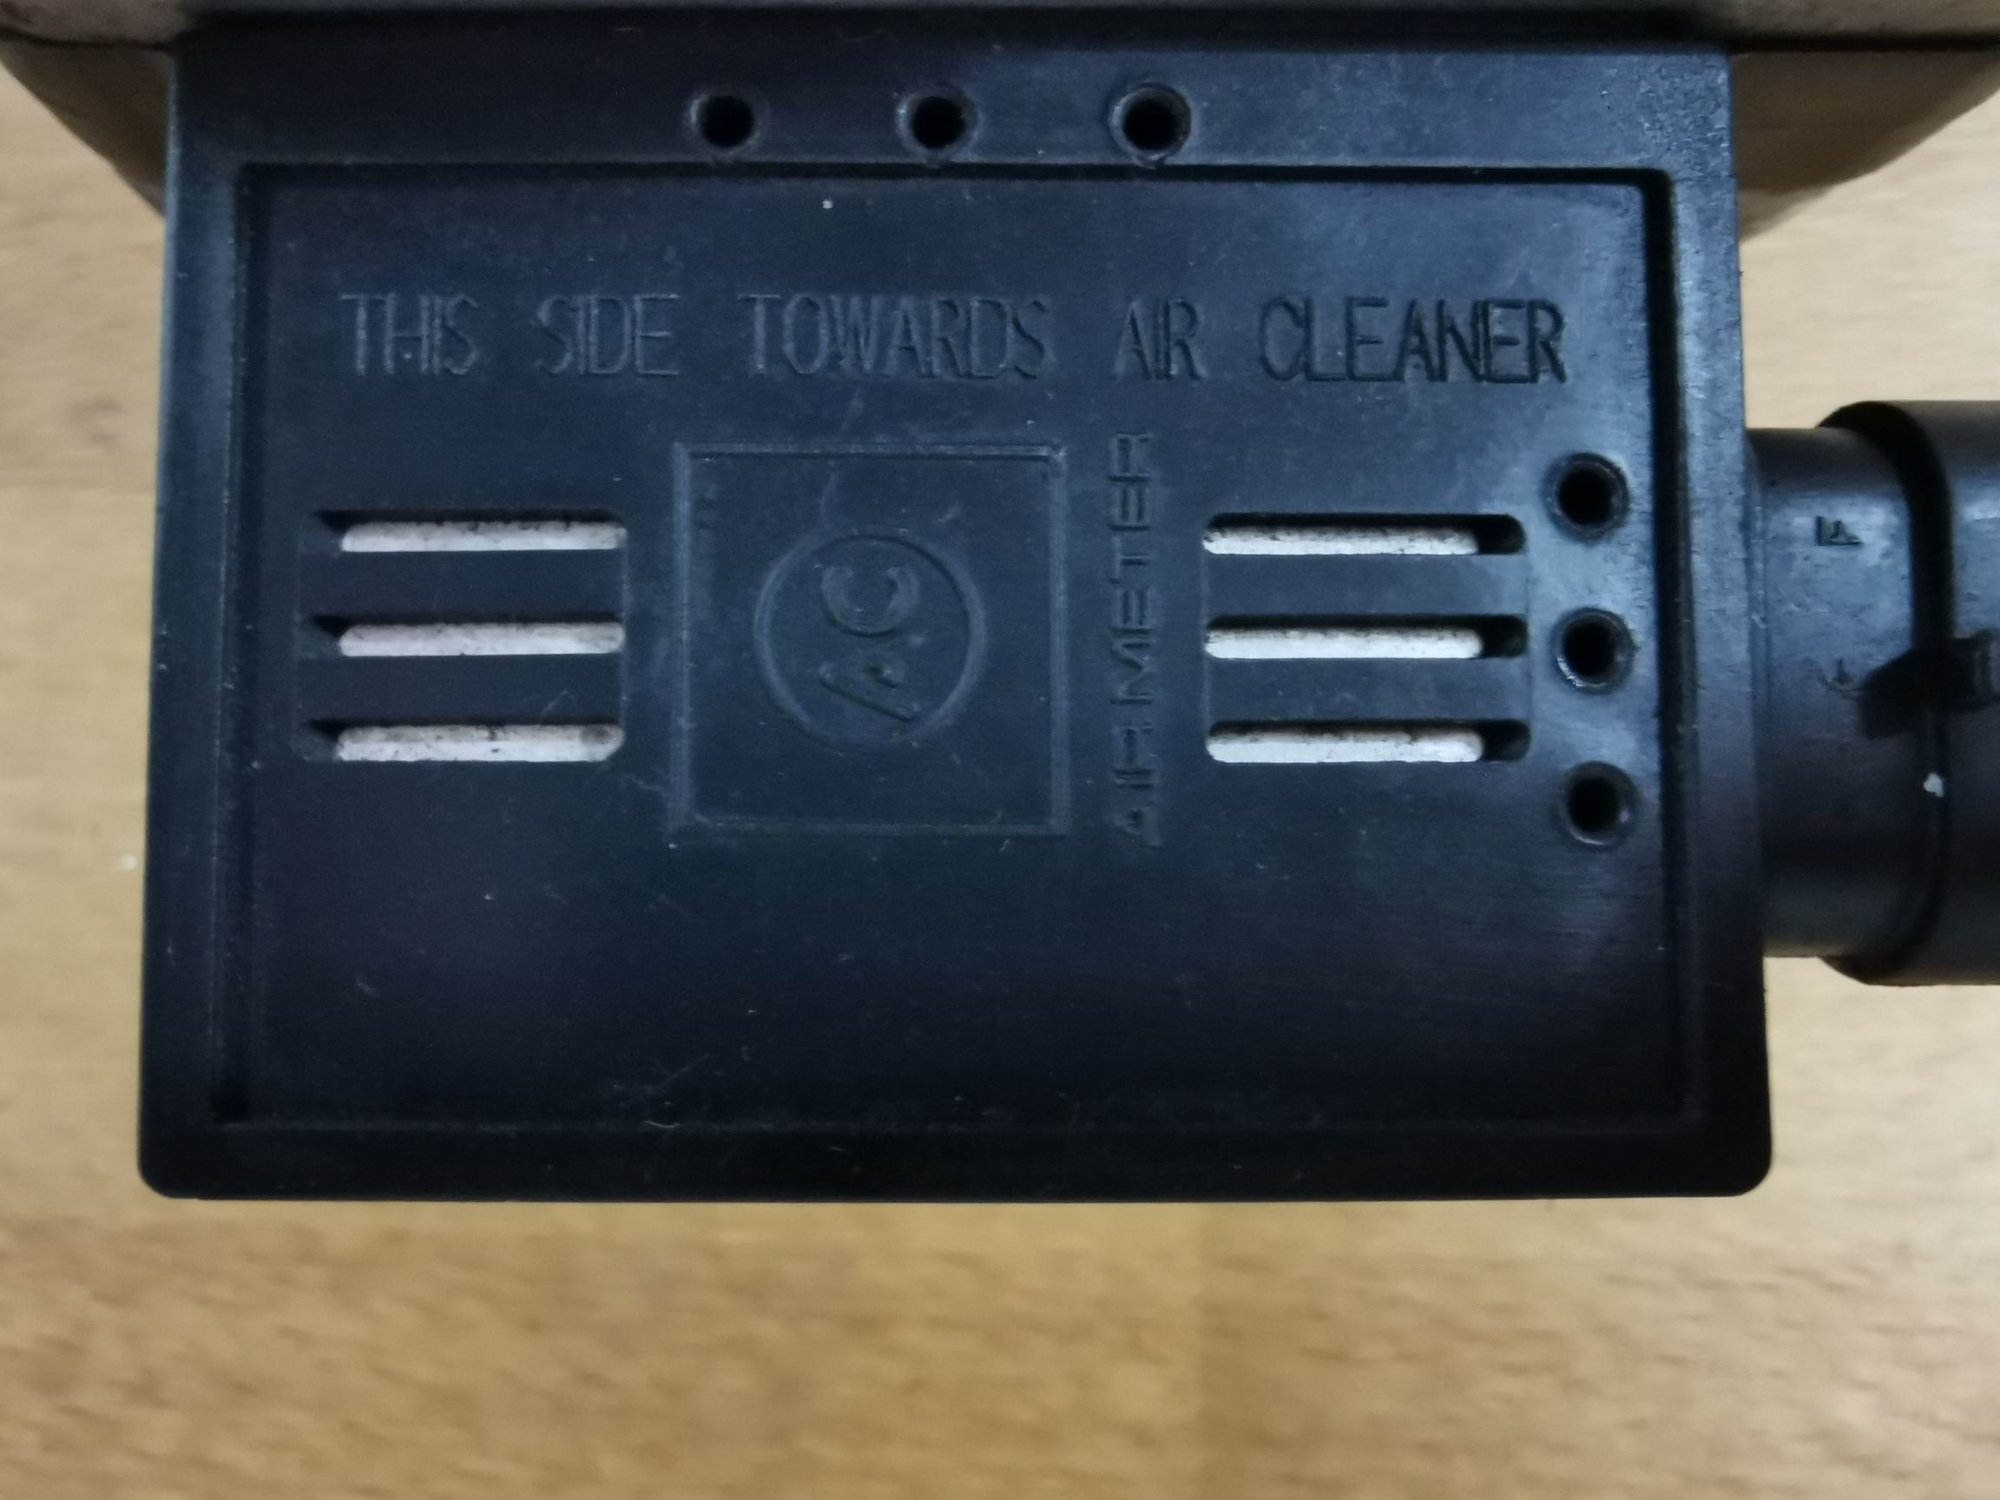 THIS SIDE TOWARDS AIR CLEANER
AC
AIR METER
F